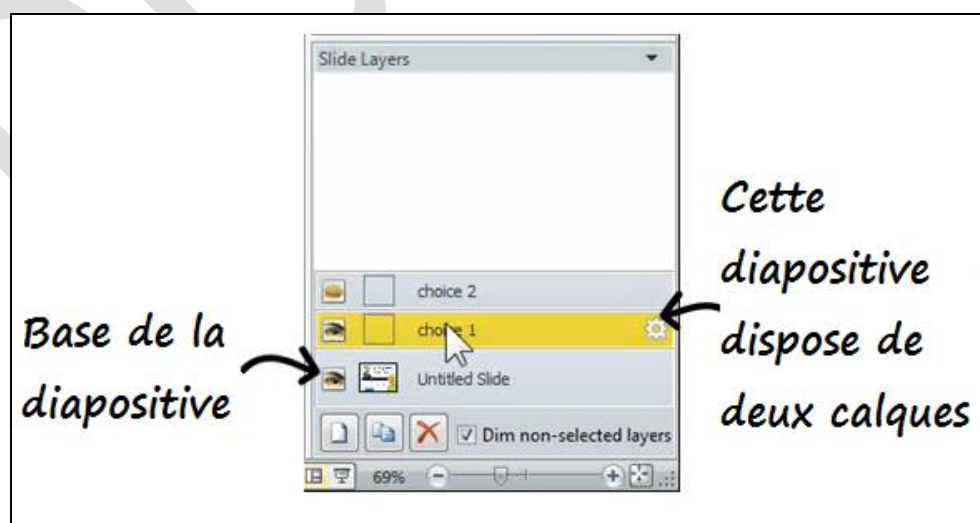 Slide Layers
choice 2
choice 1
Untitled Slide
Dim non-selected layers
69%
Base de la
diapositive
Cette
diapositive
dispose de
deux calques